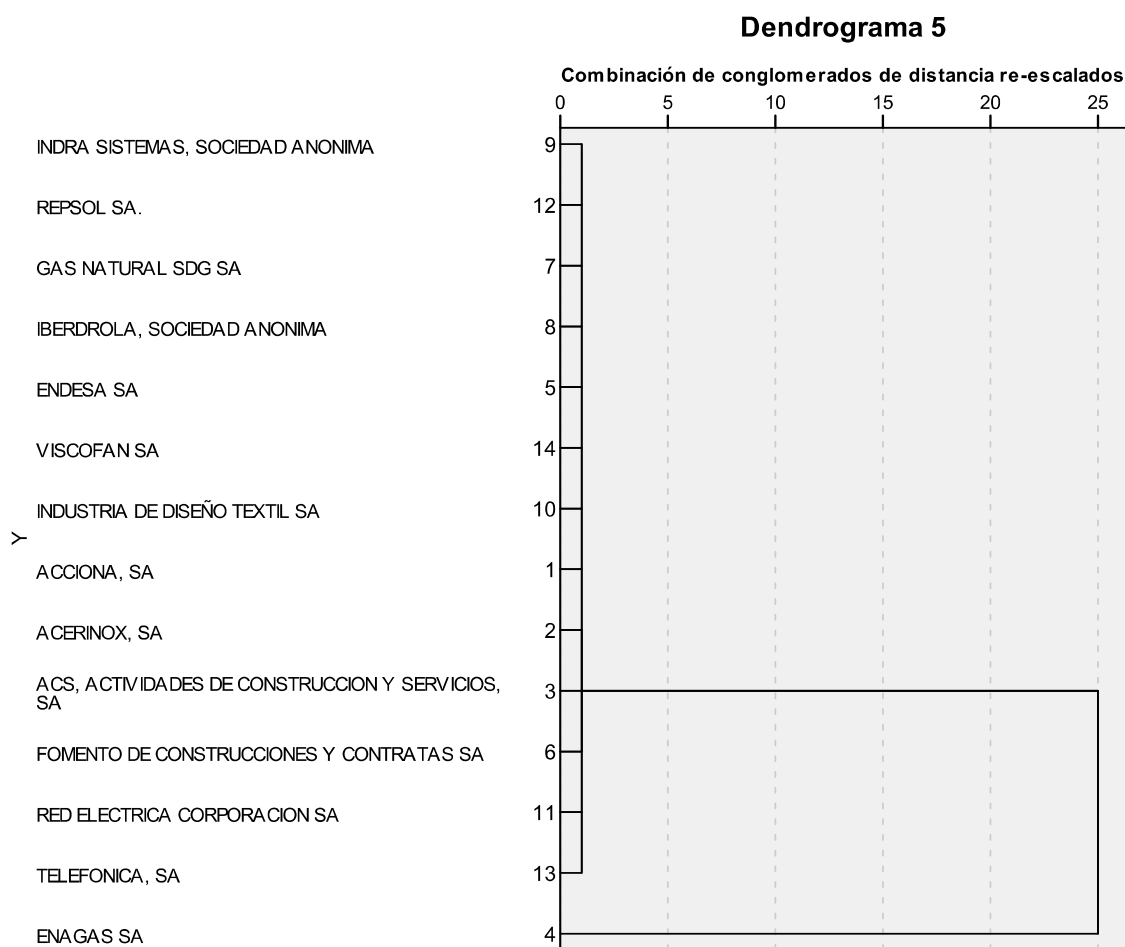 Dendrograma 5
Combinación de conglomerados de distancia re-escalados
0 5 10 15 20 25
INDRA SISTEMAS, SOCIEDAD ANONIMA 9
REPSOL SA. 12
GAS NATURAL SDG SA 7
IBERDROLA, SOCIEDAD ANONIMA 8
ENDESA SA 5
VISCOFAN SA 14
INDUSTRIA DE DISEÑO TEXTIL SA 10
Y
ACCIONA, SA 1
ACERINOX, SA 2
ACS, ACTIVIDADES DE CONSTRUCCION Y SERVICIOS,
SA 3
FOMENTO DE CONSTRUCCIONES Y CONTRATAS SA 6
RED ELECTRICA CORPORACION SA 11
TELEFONICA, SA 13
ENAGAS SA 4